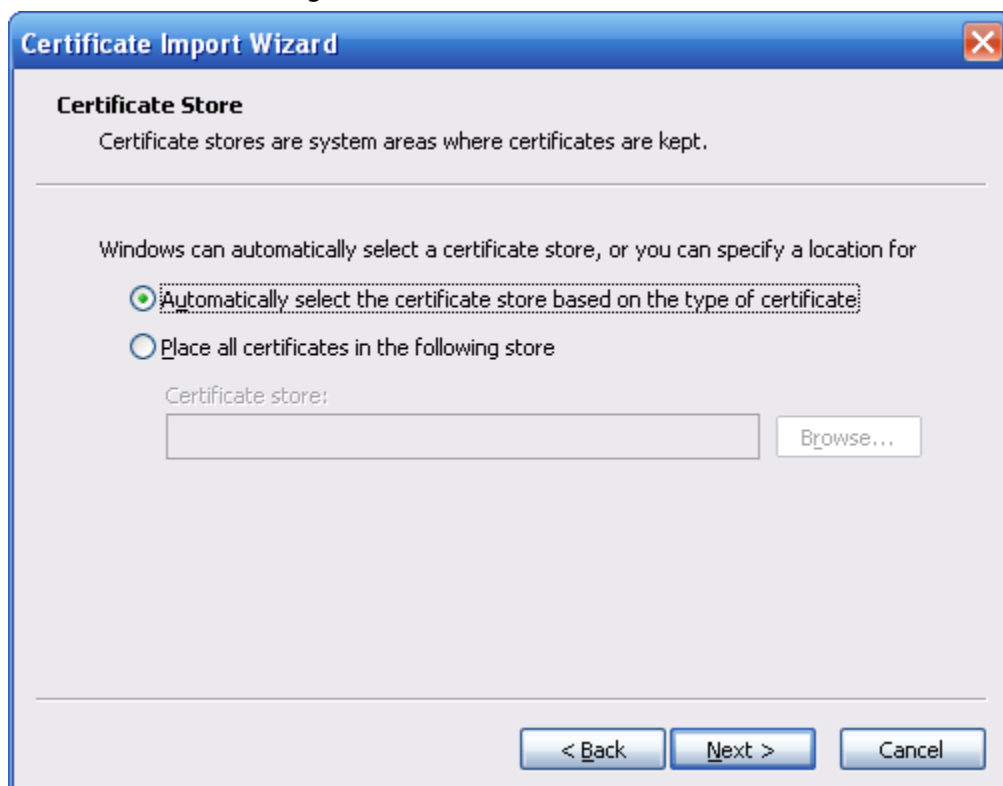 Certificate Import Wizard
Certificate Store
Certificate stores are system areas where certificates are kept.
Windows can automatically select a certificate store, or you can specify a location for
Automatically select the certificate store based on the type of certificate
Place all certificates in the following store
Certificate store:
Browse...
< Back
Next >
Cancel